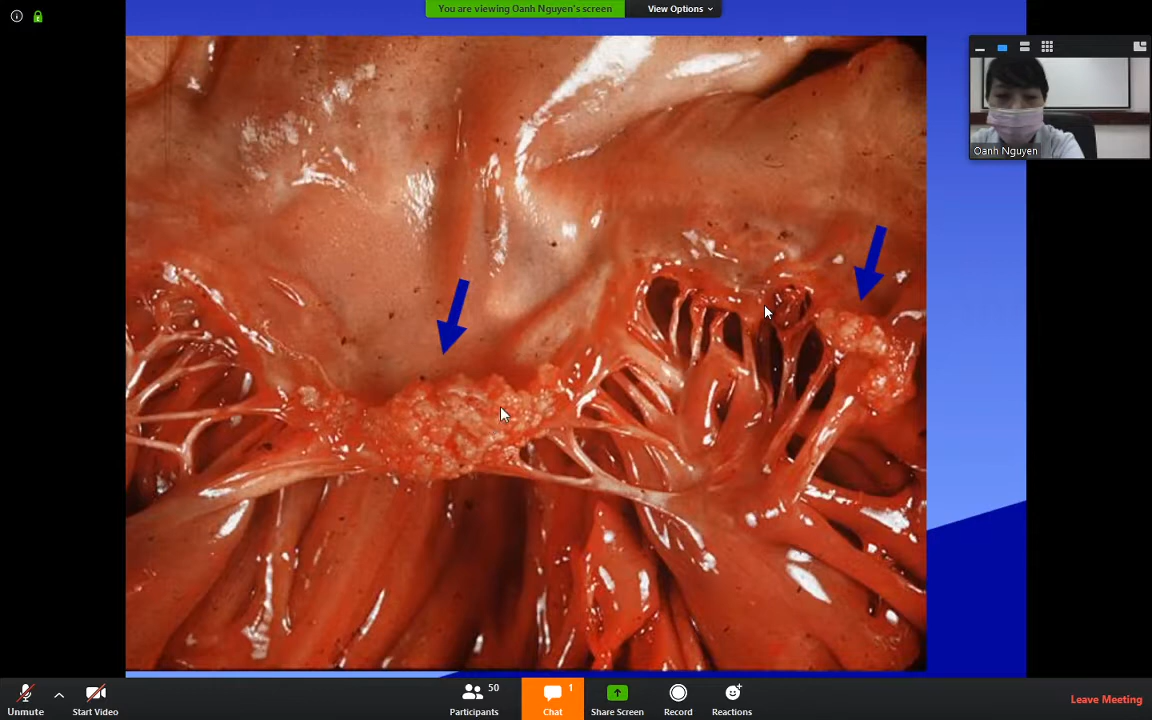 You are viewing Oanh Nguyen's screen
View Options
Oanh Nguyen
Unmute
Start Video
Participants
50
Chat
1
Share Screen
Record
Reactions
Leave Meeting